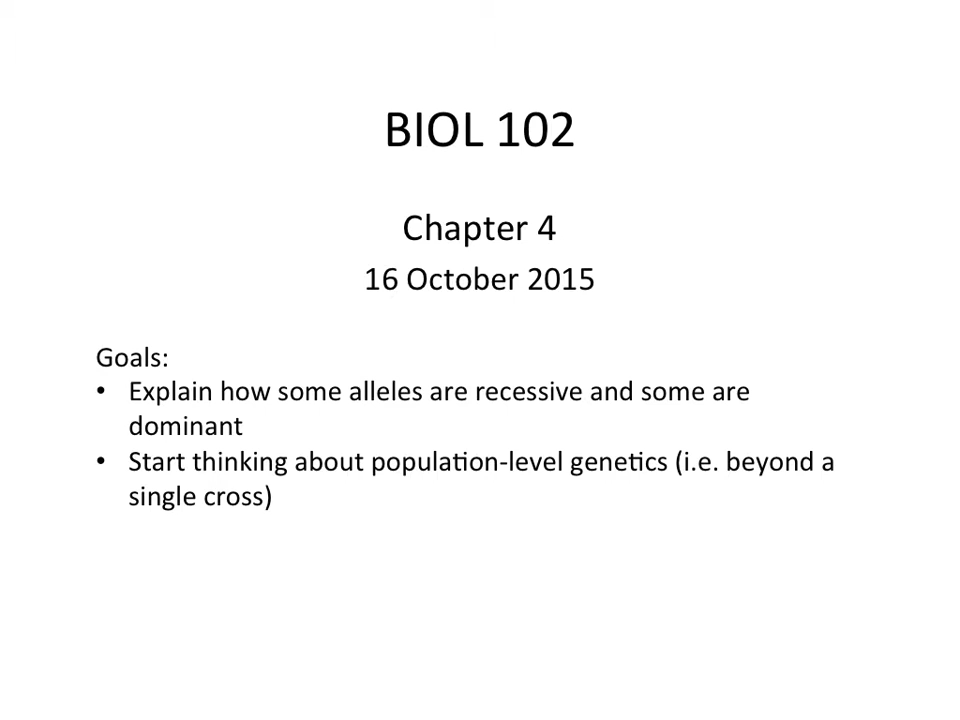 BIOL 102
Chapter 4
16 October 2015
Goals:
• Explain how some alleles are recessive and some are
dominant
• Start thinking about population-level genetics (i.e. beyond a
single cross)